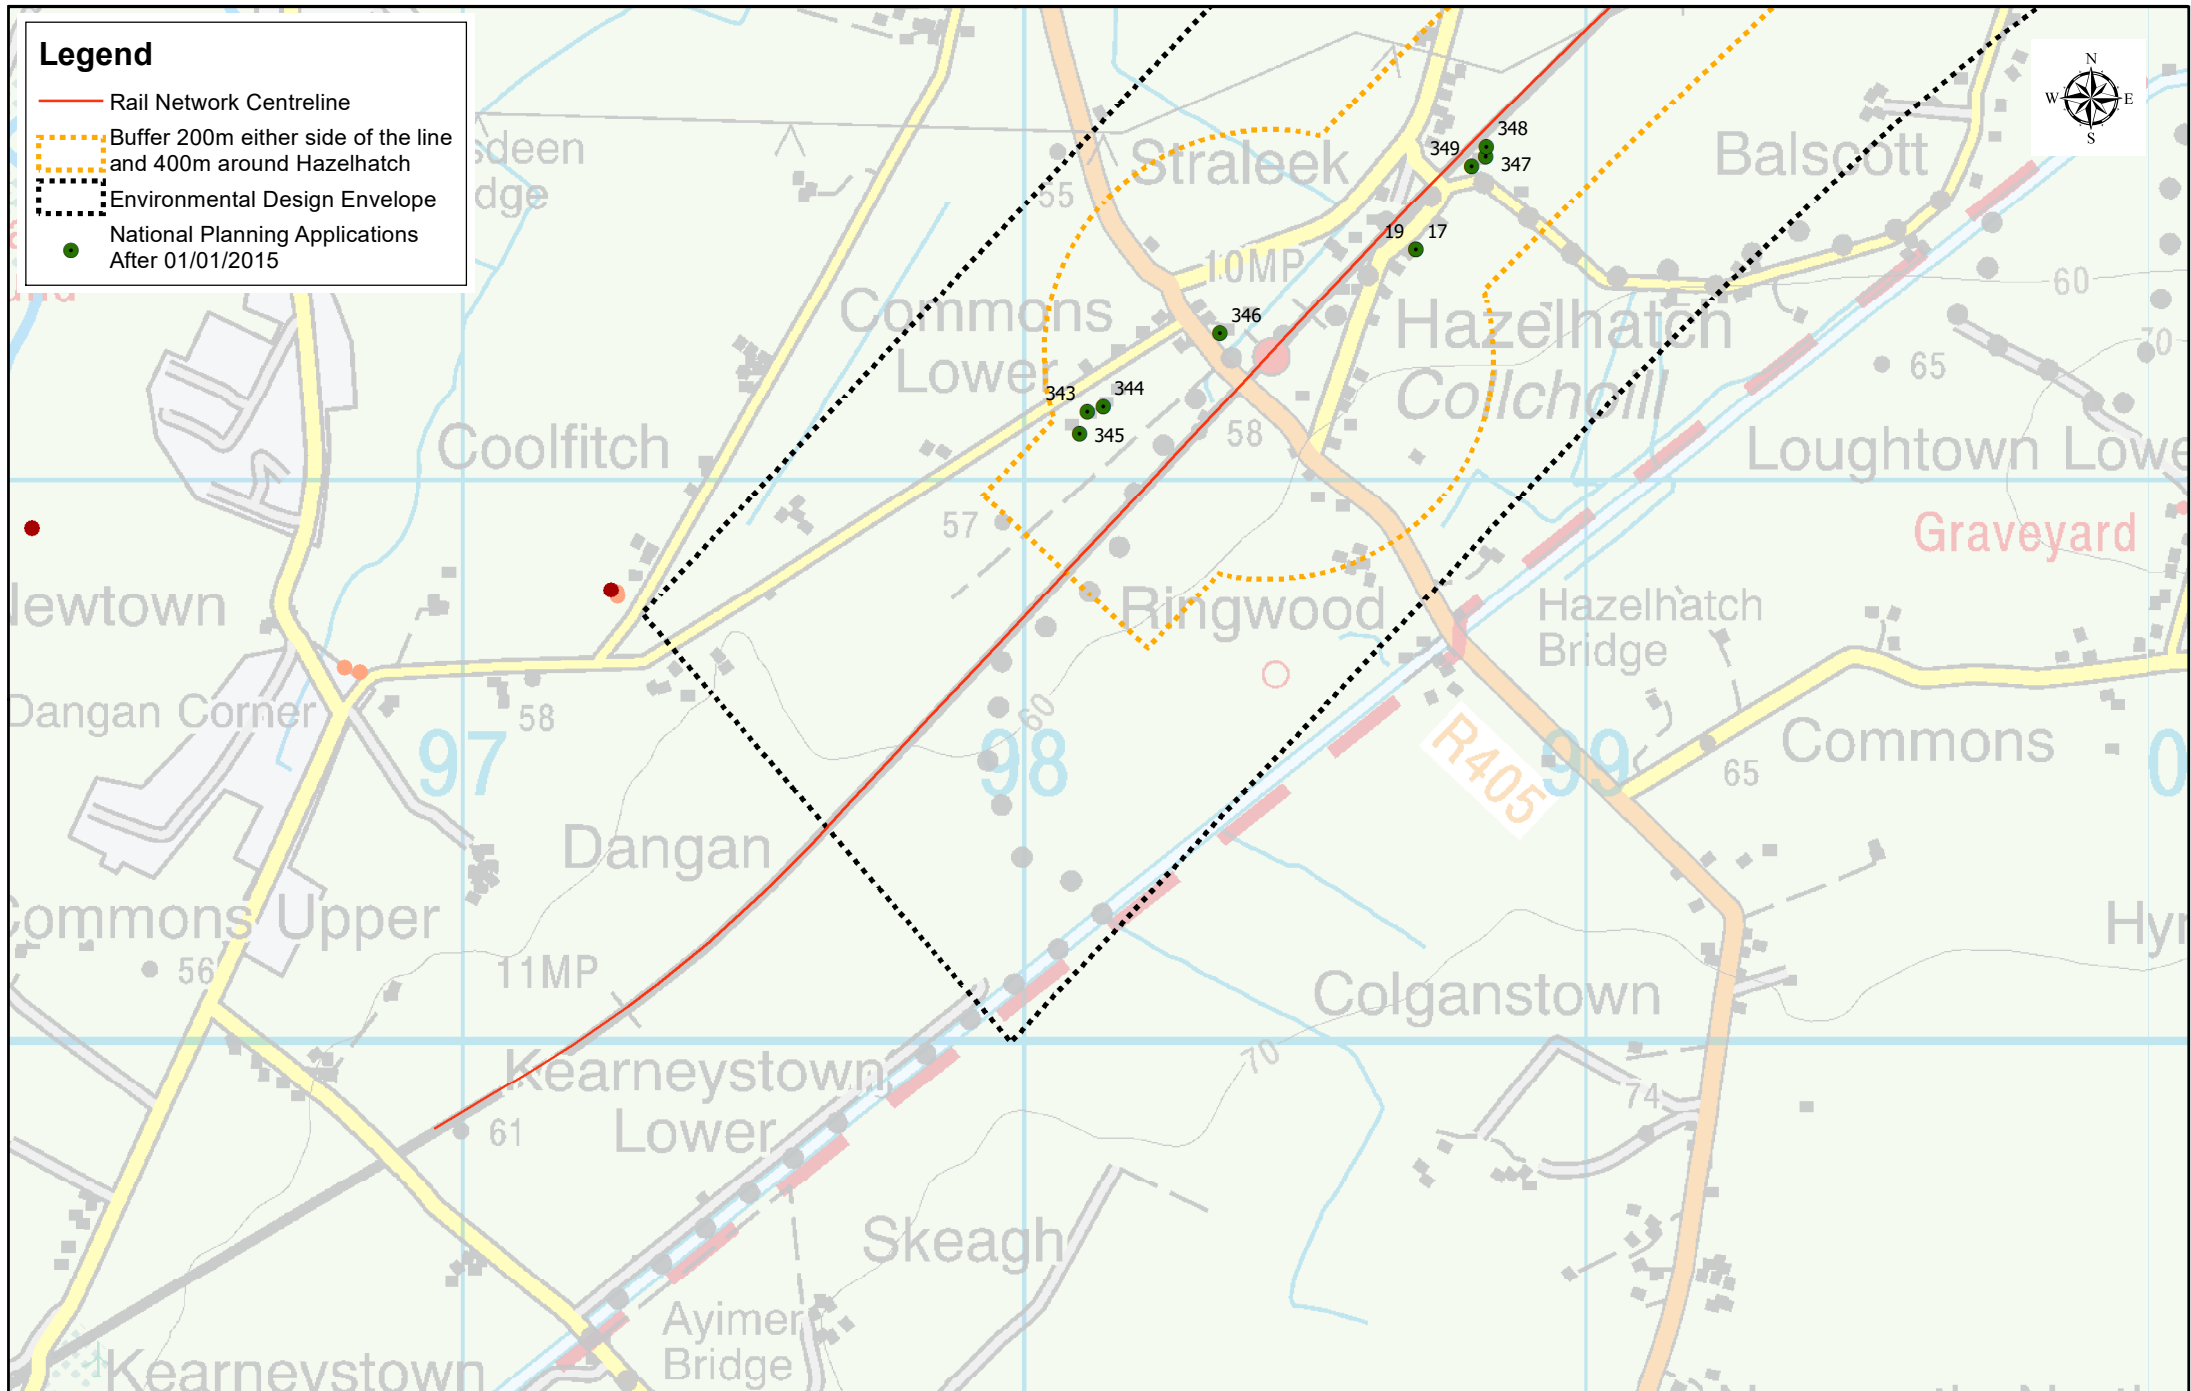 Legend
Rail Network Centreline
Buffer 200m either side of the line
and 400m around Hazelhatch
Environmental Design Envelope
National Planning Applications
After 01/01/2015
N
W E
S
348
349
347
Straleek
Balscott
55
19 17
10MP
60
Commons
Lower
346
Hazelhatch
Collchoill
70
65
343 344
345
58
Coolfitch
Loughtown Lowe
57
Graveyard
Ringwood
Hazelhatch
Bridge
Dangan Corner
58
60
R405
97
98
99
0
65
Commons
Dangan
Commons Upper
56
11MP
Colganstown
70
Kearneystown
Lower
61
74
Skeagh
Ayimer
Bridge
Kearneystown